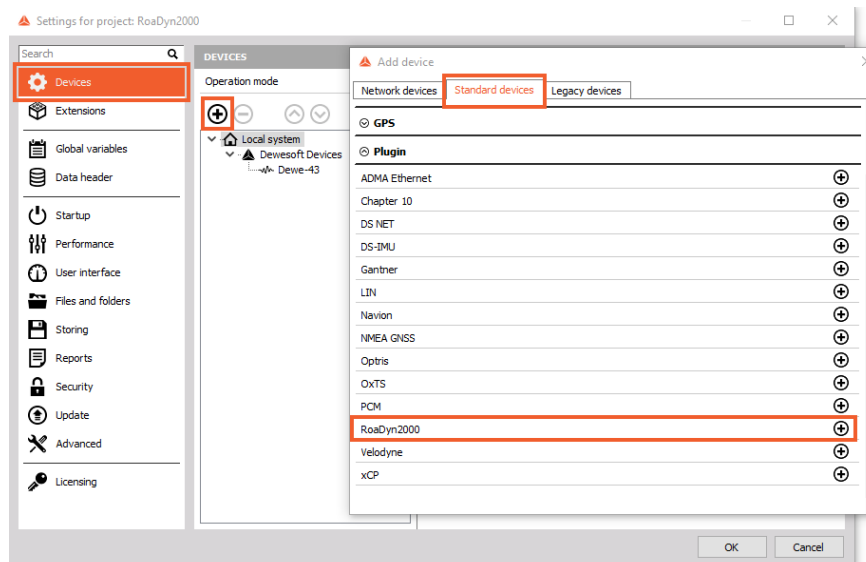 Settings for project: RoaDyn2000
Search
Devices
Extensions
Global variables
Data header
Startup
Performance
User interface
Files and folders
Storing
Reports
Security
Update
Advanced
Licensing
DEVICES
Operation mode
Local system
Dewesoft Devices
Dewe-43
Add device
Network devices Standard devices Legacy devices
GPS
Plugin
ADMA Ethernet
Chapter 10
DS NET
DS-IMU
Gantner
LIN
Navion
NMEA GNSS
Optris
OxTS
PCM
RoaDyn2000
Velodyne
xCP
OK Cancel